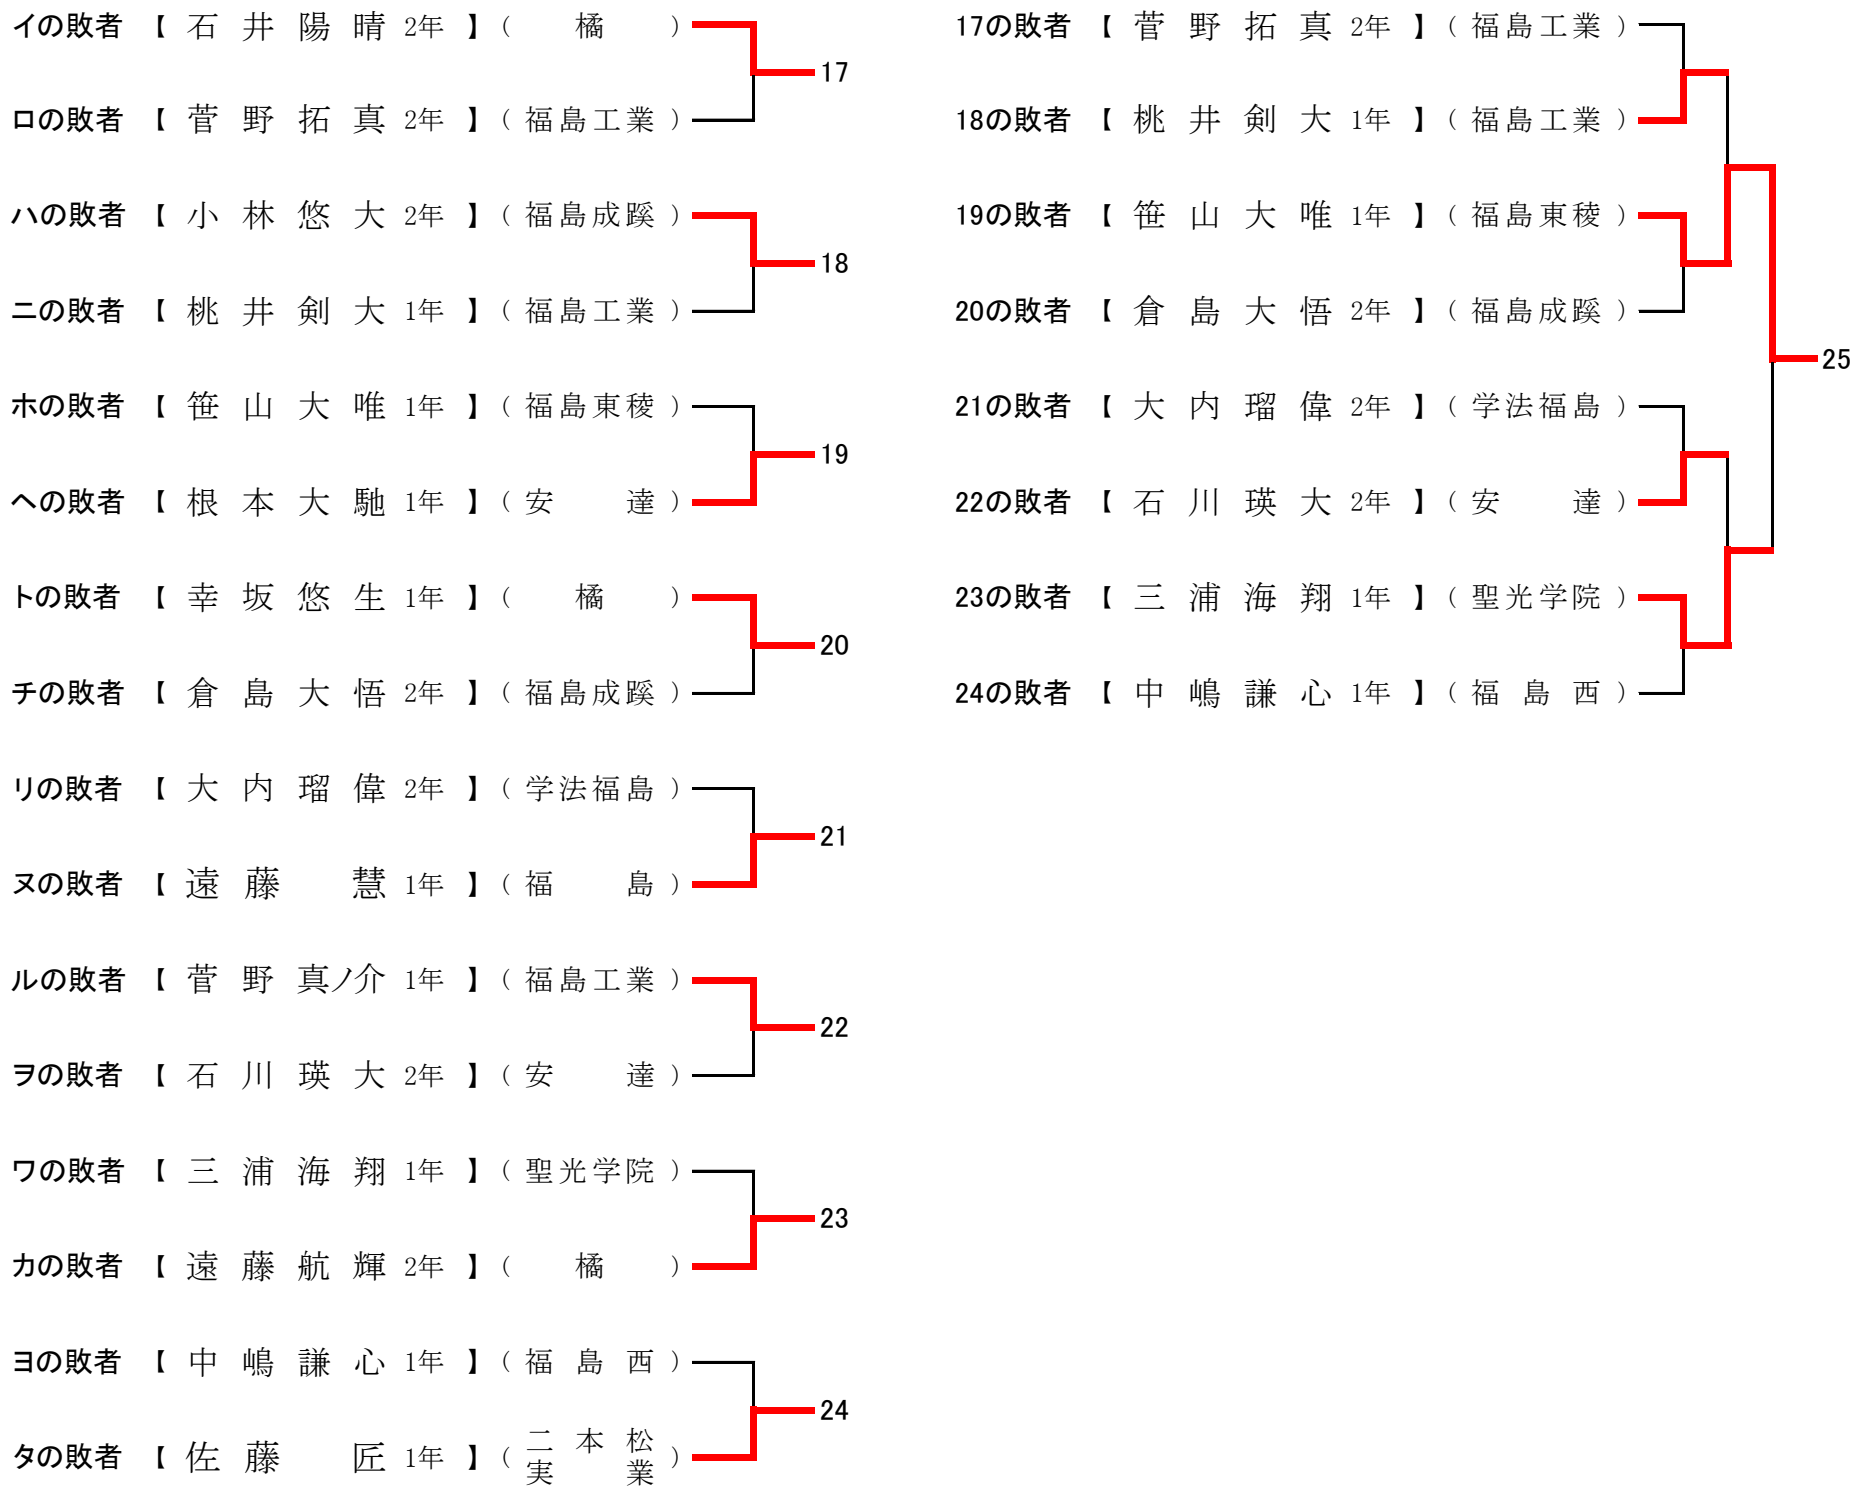 イの敗者 【 石 井 陽 晴 2年 】 （ 橘 ）
17
ロの敗者 【 菅 野 拓 真 2年 】 （ 福島工業 ）
ハの敗者 【 小 林 悠 大 2年 】 （ 福島成蹊 ）
18
ニの敗者 【 桃 井 剣 大 1年 】 （ 福島工業 ）
ホの敗者 【 笹 山 大 唯 1年 】 （ 福島東稜 ）
19
ヘの敗者 【 根 本 大 馳 1年 】 （ 安 達 ）
トの敗者 【 幸 坂 悠 生 1年 】 （ 橘 ）
20
チの敗者 【 倉 島 大 悟 2年 】 （ 福島成蹊 ）
リの敗者 【 大 内 瑠 偉 2年 】 （ 学法福島 ）
21
ヌの敗者 【 遠 藤 慧 1年 】 （ 福 島 ）
ルの敗者 【 菅 野 真ノ介 1年 】 （ 福島工業 ）
22
ヲの敗者 【 石 川 瑛 大 2年 】 （ 安 達 ）
ワの敗者 【 三 浦 海 翔 1年 】 （ 聖光学院 ）
23
カの敗者 【 遠 藤 航 輝 2年 】 （ 橘 ）
ヨの敗者 【 中 嶋 謙 心 1年 】 （ 福 島 西 ）
24
タの敗者 【 佐 藤 匠 1年 】 （ 二 本 松 実 業 ）
17の敗者 【 菅 野 拓 真 2年 】 （ 福島工業 ）
18の敗者 【 桃 井 剣 大 1年 】 （ 福島工業 ）
19の敗者 【 笹 山 大 唯 1年 】 （ 福島東稜 ）
20の敗者 【 倉 島 大 悟 2年 】 （ 福島成蹊 ）
25
21の敗者 【 大 内 瑠 偉 2年 】 （ 学法福島 ）
22の敗者 【 石 川 瑛 大 2年 】 （ 安 達 ）
23の敗者 【 三 浦 海 翔 1年 】 （ 聖光学院 ）
24の敗者 【 中 嶋 謙 心 1年 】 （ 福 島 西 ）